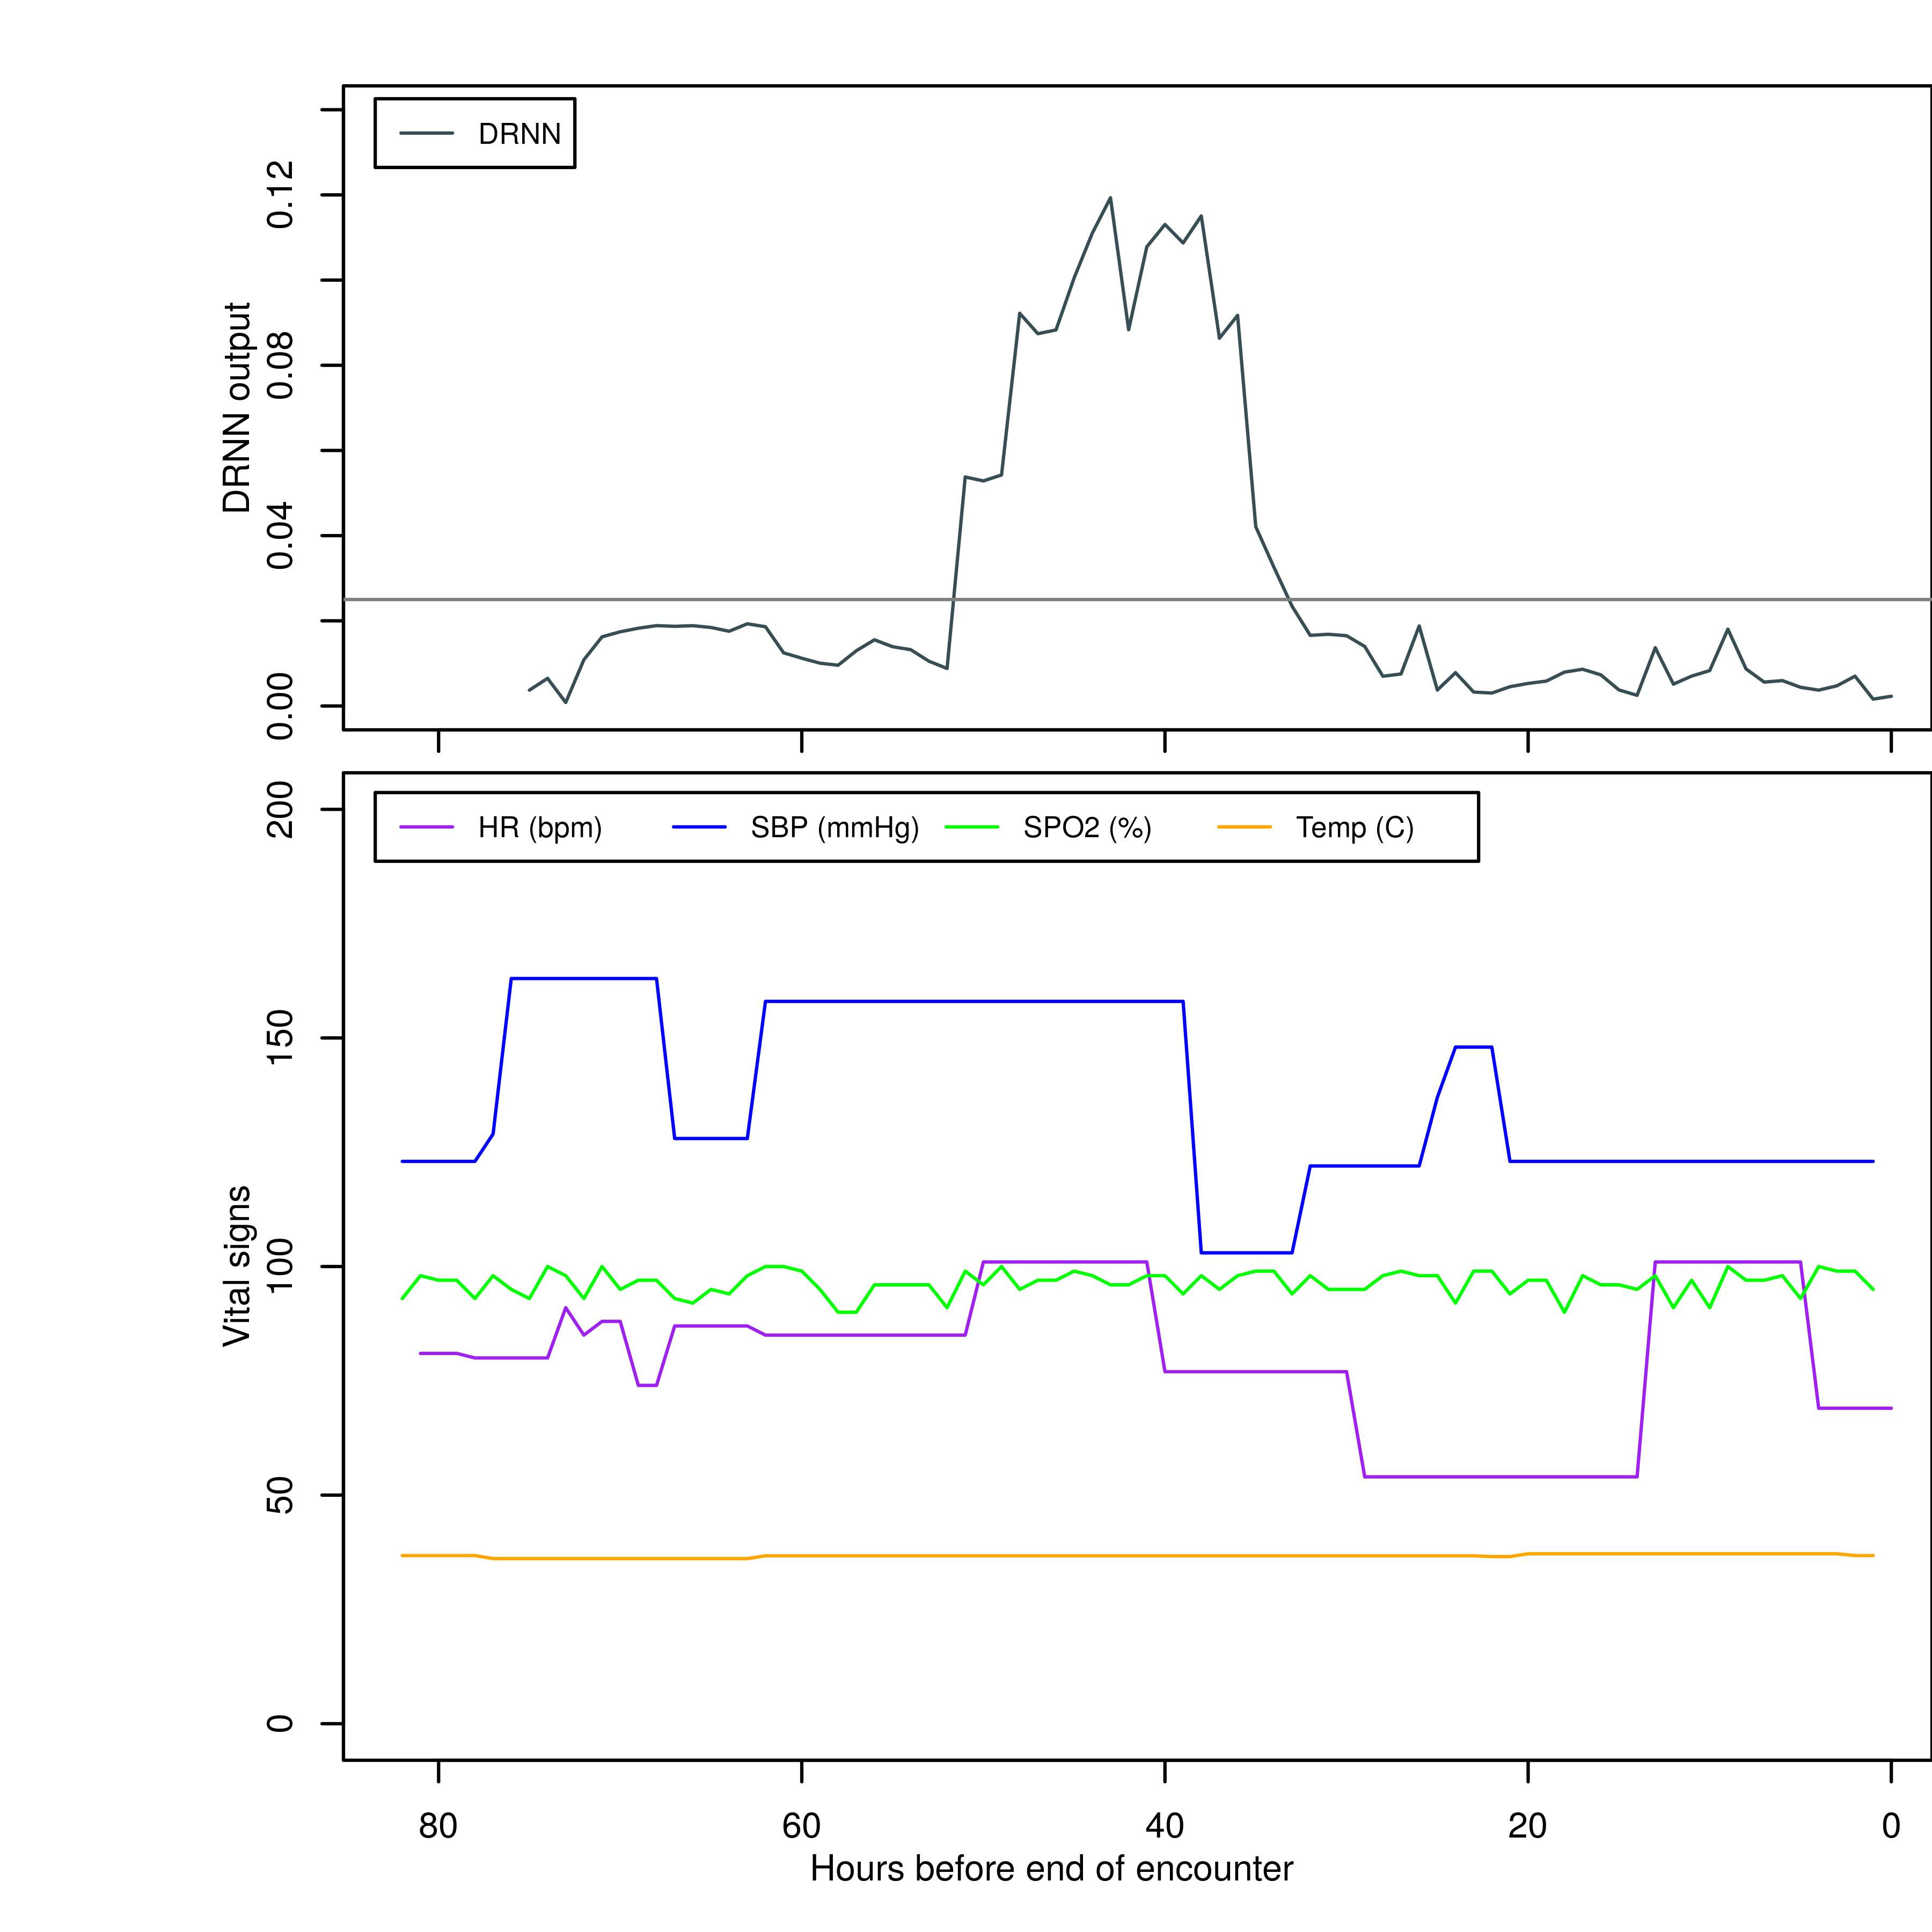 DRNN
DRNN output
0.00 0.04 0.08 0.12
HR (bpm) SBP (mmHg) SPO2 (%) Temp (C)
Vital signs
0 50 100 150 200
80 60 40 20 0
Hours before end of encounter